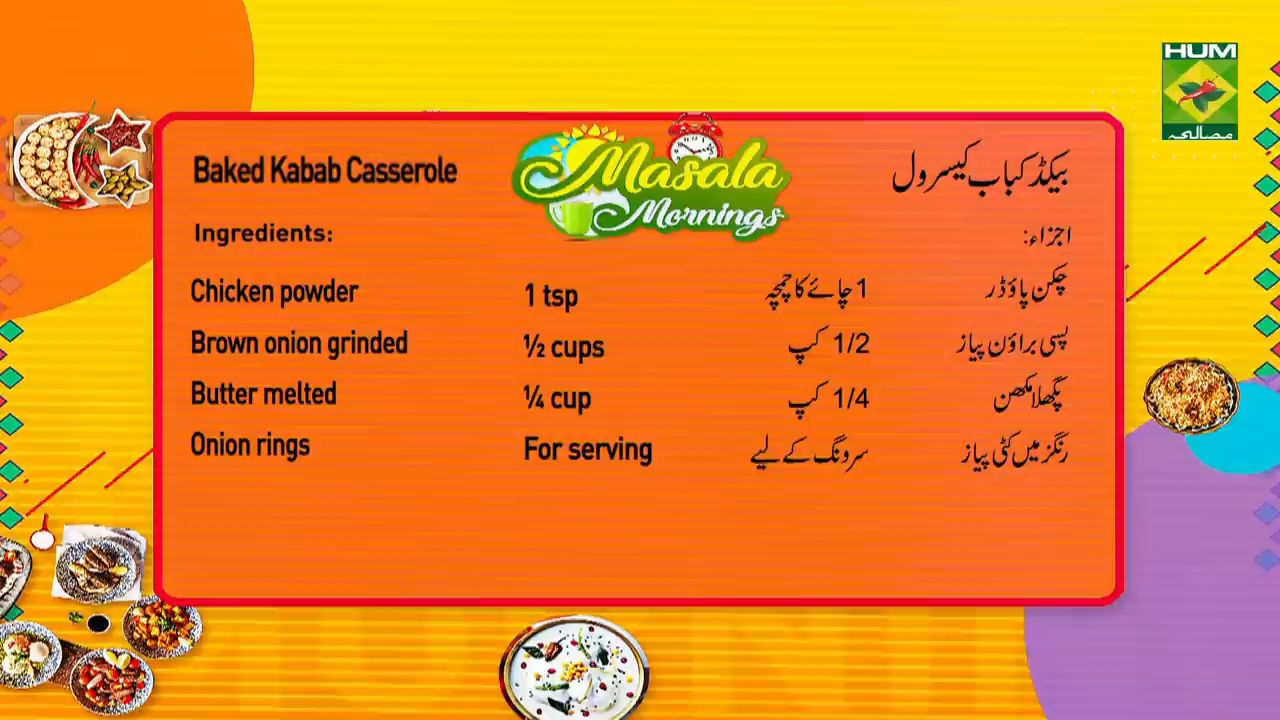 HUM
مصالحہ
Masala
Mornings
Baked Kabab Casserole بیکڈ کباب کیسرول
Ingredients: اجزاء:
Chicken powder 1 tsp 1 چائے کا چمچہ چکن پاؤڈر
Brown onion grinded ½ cups 1/2 کپ پسی براؤن پیاز
Butter melted ¼ cup 1/4 کپ پگھلا مکھن
Onion rings For serving سرونگ کے لیے رنگز میں کٹی پیاز